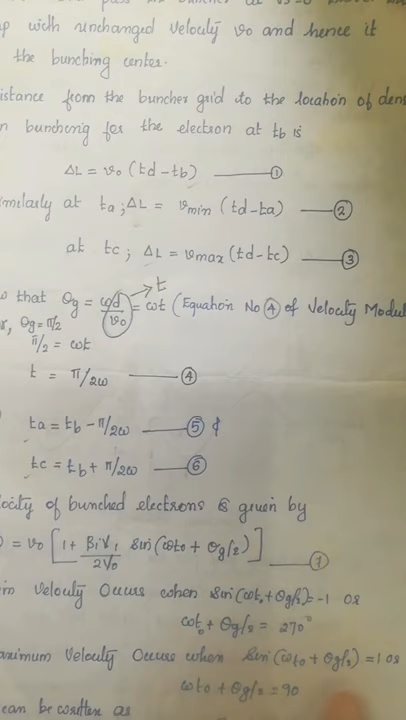 p with unchanged velocity v0 and hence it
the bunching center.
istance from the buncher grid to the location of dens
n bunching for the electron at tb is
ΔL = v0 (td - tb) —— ①
imilarly at ta ; ΔL = vmin (td - ta) —— ②
at tc ; ΔL = vmax (td - tc) —— ③
t
that θg = ωd/v0 = ωt (Equation No ④ of Velocity Modul
r, θg = π/2
π/2 = ωt
t = π/2ω —— ④
ta = tb - π/2ω —— ⑤ &
tc = tb + π/2ω —— ⑥
locity of bunched electrons is given by
) = v0 [1 + βiV1/2V0 sin (ωt0 + θg/2)] —— ⑦
m Velocity Occurs when sin(ωt0 + θg/2) = -1 or
ωt0 + θg/2 = 270°
aximum Velocity Occurs when sin (ωt0 + θg/2) = 1 or
ωt0 + θg/2 = 90
can be written as